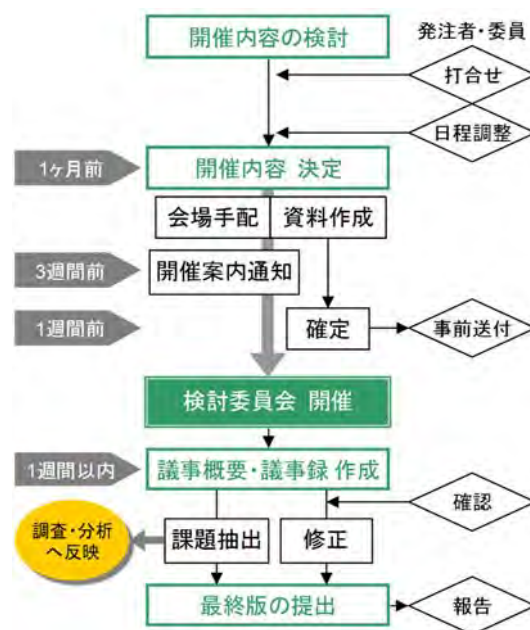 開催内容の検討
発注者・委員
打合せ
日程調整
1ヶ月前
開催内容 決定
会場手配
資料作成
3週間前
開催案内通知
1週間前
確定
事前送付
検討委員会 開催
1週間以内
議事概要・議事録 作成
確認
調査・分析
へ反映
課題抽出
修正
最終版の提出
報告